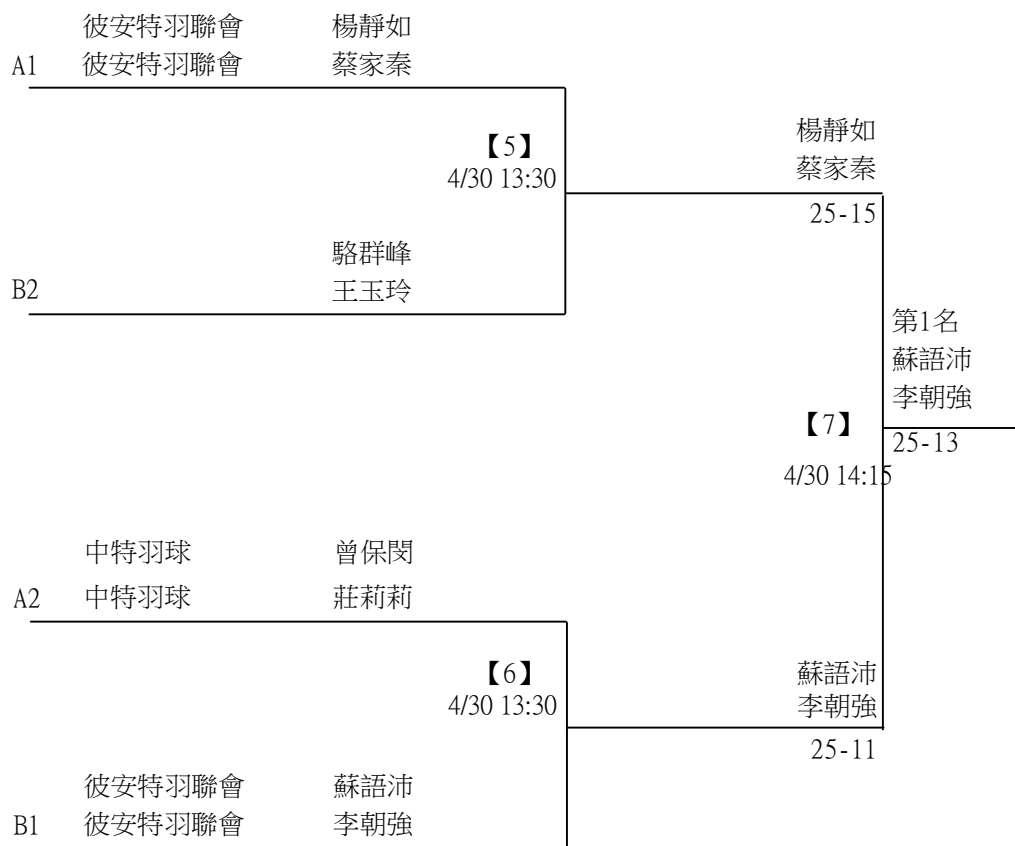 彼安特羽聯會 楊靜如
A1 彼安特羽聯會 蔡家秦
【5】
4/30 13:30
楊靜如
蔡家秦
25-15
駱群峰
B2 王玉玲
第1名
蘇語沛
李朝強
【7】
25-13
4/30 14:15
中特羽球 曾保閔
A2 中特羽球 莊莉莉
【6】
4/30 13:30
蘇語沛
李朝強
25-11
彼安特羽聯會 蘇語沛
B1 彼安特羽聯會 李朝強